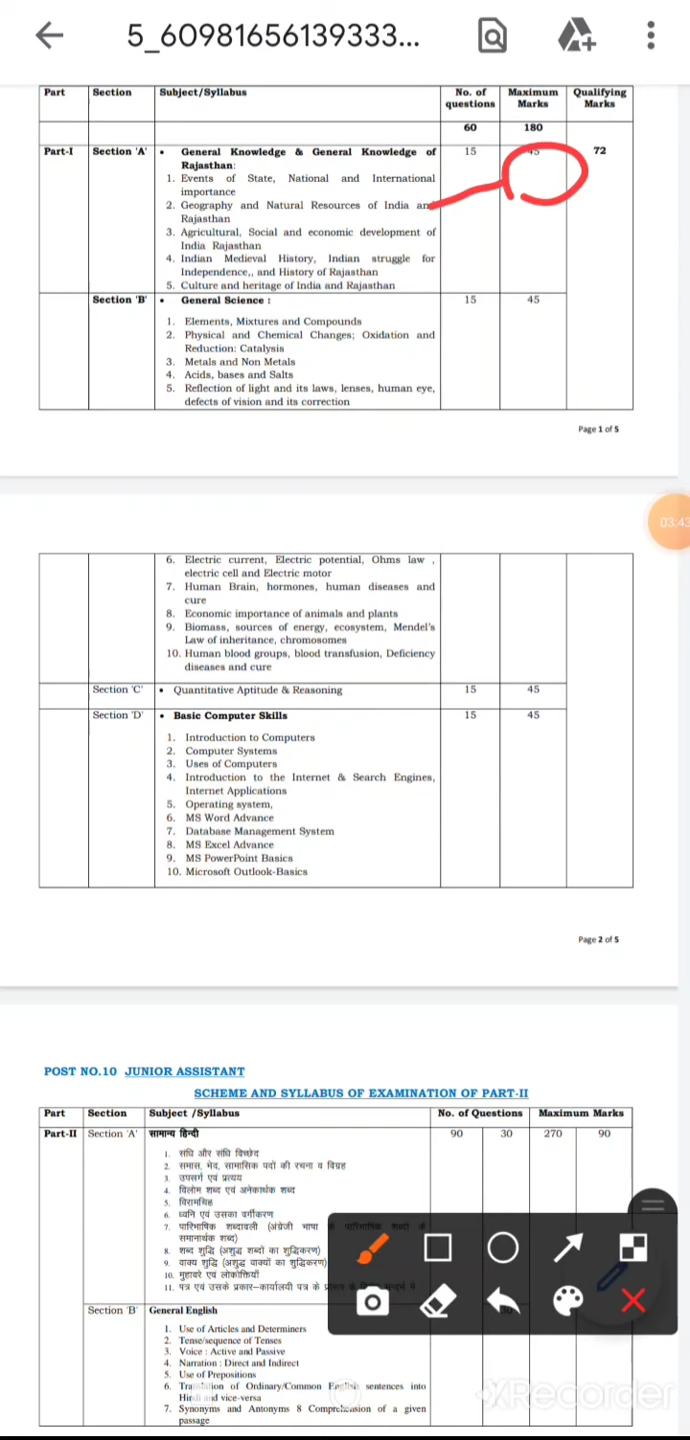 5_60981656139333...
Part Section Subject/Syllabus No. of questions Maximum Marks Qualifying Marks
60 180
Part-I Section 'A' • General Knowledge & General Knowledge of 15 45 72
Rajasthan:
1. Events of State, National and International
importance
2. Geography and Natural Resources of India and
Rajasthan
3. Agricultural, Social and economic development of
India Rajasthan
4. Indian Medieval History, Indian struggle for
Independence,, and History of Rajasthan
5. Culture and heritage of India and Rajasthan
Section 'B' • General Science : 15 45
1. Elements, Mixtures and Compounds
2. Physical and Chemical Changes; Oxidation and
Reduction: Catalysis
3. Metals and Non Metals
4. Acids, bases and Salts
5. Reflection of light and its laws, lenses, human eye,
defects of vision and its correction
Page 1 of 5
03:43
6. Electric current, Electric potential, Ohms law ,
electric cell and Electric motor
7. Human Brain, hormones, human diseases and
cure
8. Economic importance of animals and plants
9. Biomass, sources of energy, ecosystem, Mendel's
Law of inheritance, chromosomes
10. Human blood groups, blood transfusion, Deficiency
diseases and cure
Section 'C' • Quantitative Aptitude & Reasoning 15 45
Section 'D' • Basic Computer Skills 15 45
1. Introduction to Computers
2. Computer Systems
3. Uses of Computers
4. Introduction to the Internet & Search Engines,
Internet Applications
5. Operating system,
6. MS Word Advance
7. Database Management System
8. MS Excel Advance
9. MS PowerPoint Basics
10. Microsoft Outlook-Basics
Page 2 of 5
POST NO.10 JUNIOR ASSISTANT
SCHEME AND SYLLABUS OF EXAMINATION OF PART-II
Part Section Subject /Syllabus No. of Questions Maximum Marks
Part-II Section 'A' सामान्य हिन्दी 90 30 270 90
1. संधि और संधि विच्छेद
2. समास, भेद, सामासिक पदों की रचना व विग्रह
3. उपसर्ग एवं प्रत्यय
4. विलोम शब्द एवं अनेकार्थक शब्द
5. विरामचिह्न
6. ध्वनि एवं उसका वर्गीकरण
7. पारिभाषिक शब्दावली (अंग्रेजी भाषा के पारिभाषिक शब्दों के
समानार्थक शब्द)
8. शब्द शुद्धि (अशुद्ध शब्दों का शुद्धिकरण)
9. वाक्य शुद्धि (अशुद्ध वाक्यों का शुद्धिकरण)
10. मुहावरे एवं लोकोक्तियाँ
11. पत्र एवं उसके प्रकार–कार्यालयी पत्र के प्रारूप के
Section 'B' General English
1. Use of Articles and Determiners
2. Tense/sequence of Tenses
3. Voice : Active and Passive
4. Narration : Direct and Indirect
5. Use of Prepositions
6. Translation of Ordinary/Common English sentences into
Hindi and vice-versa
7. Synonyms and Antonyms 8 Comprehension of a given
passage
XRecorder